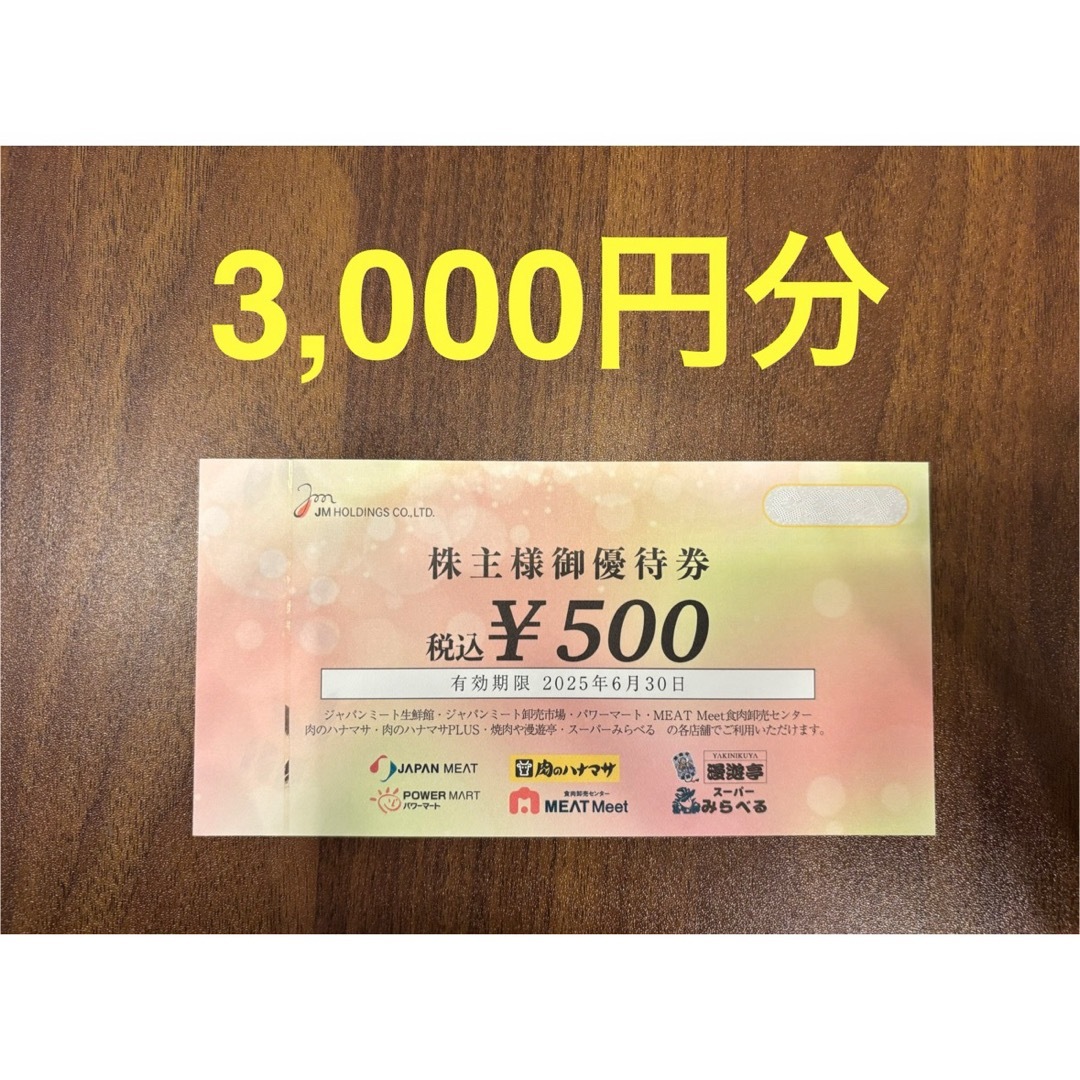 3,000円分
Jm
JM HOLDINGS CO.,LTD.
株主様御優待券
税込¥500
有効期限 2025年6月30日
ジャパンミート生鮮館・ジャパンミート卸売市場・パワーマート・MEAT Meet食肉卸売センター
肉のハナマサ・肉のハナマサPLUS・焼肉や漫遊亭・スーパーみらべる の各店舗でご利用いただけます。
JAPAN MEAT
肉のハナマサ
YAKINIKUYA
漫遊亭
POWER MART
パワーマート
食肉卸売センター
MEAT Meet
スーパー
みらべる